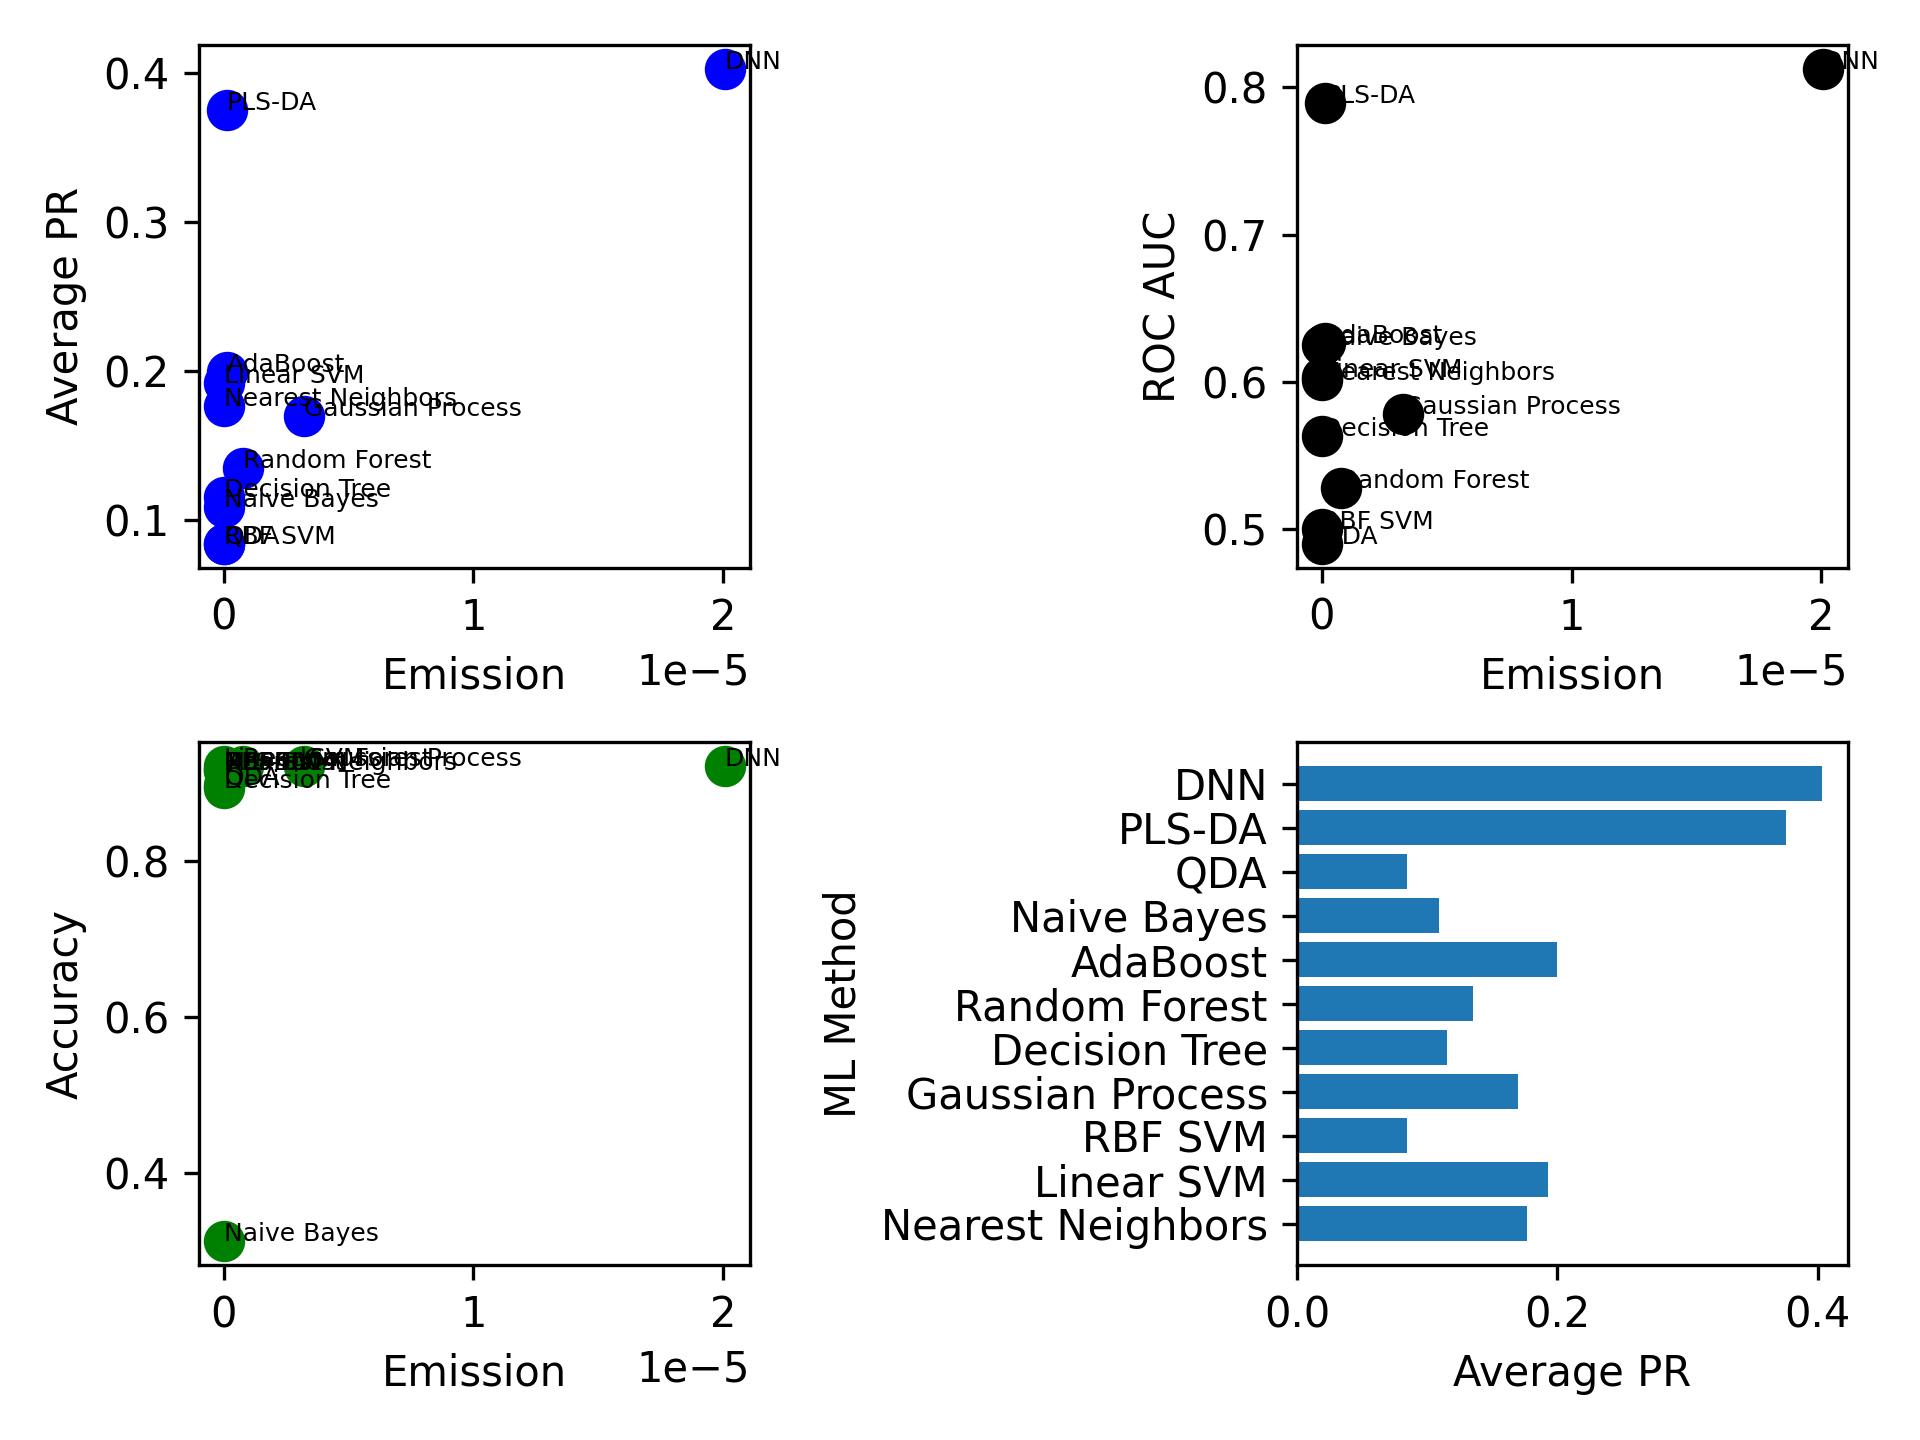 0.4
0.3
0.2
0.1
Average PR
DNN
PLS-DA
AdaBoost
Linear SVM
Nearest Neighbors
Gaussian Process
Random Forest
Decision Tree
Naive Bayes
RBF SVM
QDA
0 1 2
Emission
1e−5
0.8
0.7
0.6
0.5
ROC AUC
DNN
PLS-DA
AdaBoost
Naive Bayes
Linear SVM
Nearest Neighbors
Gaussian Process
Decision Tree
Random Forest
RBF SVM
QDA
0 1 2
Emission
1e−5
0.8
0.6
0.4
Accuracy
Gaussian Process
DNN
QDA
Decision Tree
Naive Bayes
0 1 2
Emission
1e−5
ML Method
DNN
PLS-DA
QDA
Naive Bayes
AdaBoost
Random Forest
Decision Tree
Gaussian Process
RBF SVM
Linear SVM
Nearest Neighbors
0.0 0.2 0.4
Average PR